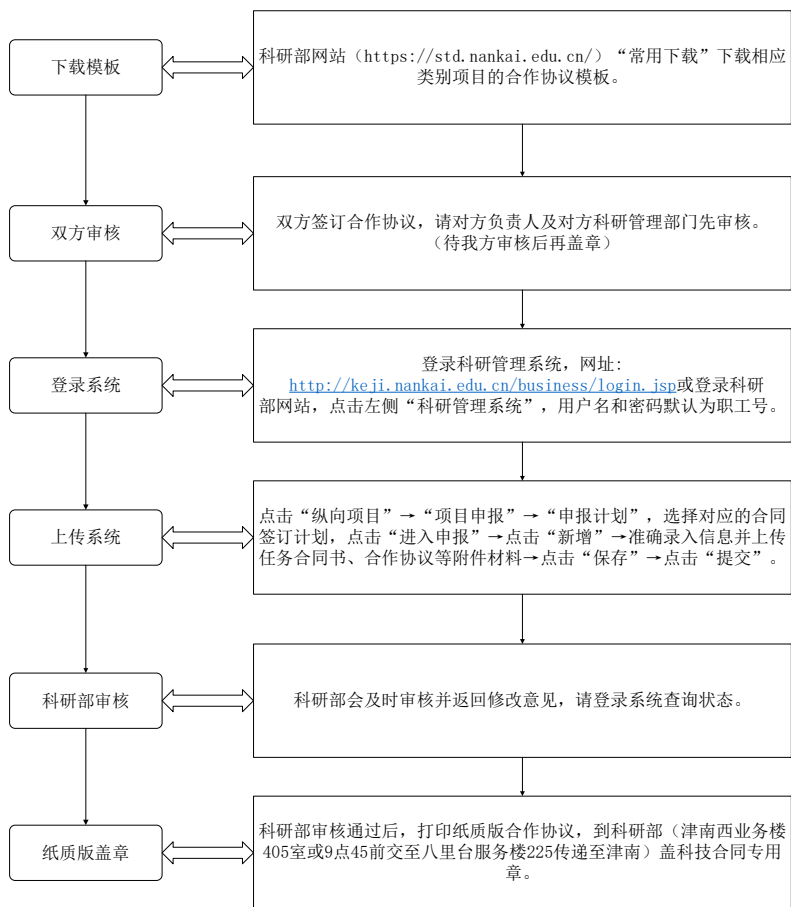 下载模板
科研部网站（https://std.nankai.edu.cn/）“常用下载”下载相应
类别项目的合作协议模板。
双方审核
双方签订合作协议，请对方负责人及对方科研管理部门先审核。
（待我方审核后再盖章）
登录系统
登录科研管理系统，网址:
http://keji.nankai.edu.cn/business/login.jsp或登录科研
部网站，点击左侧“科研管理系统”，用户名和密码默认为职工号。
上传系统
点击“纵向项目”→“项目申报”→“申报计划”，选择对应的合同
签订计划，点击“进入申报”→点击“新增”→准确录入信息并上传
任务合同书、合作协议等附件材料→点击“保存”→点击“提交”。
科研部审核
科研部会及时审核并返回修改意见，请登录系统查询状态。
纸质版盖章
科研部审核通过后，打印纸质版合作协议，到科研部（津南西业务楼
405室或9点45前交至八里台服务楼225传递至津南）盖科技合同专用
章。